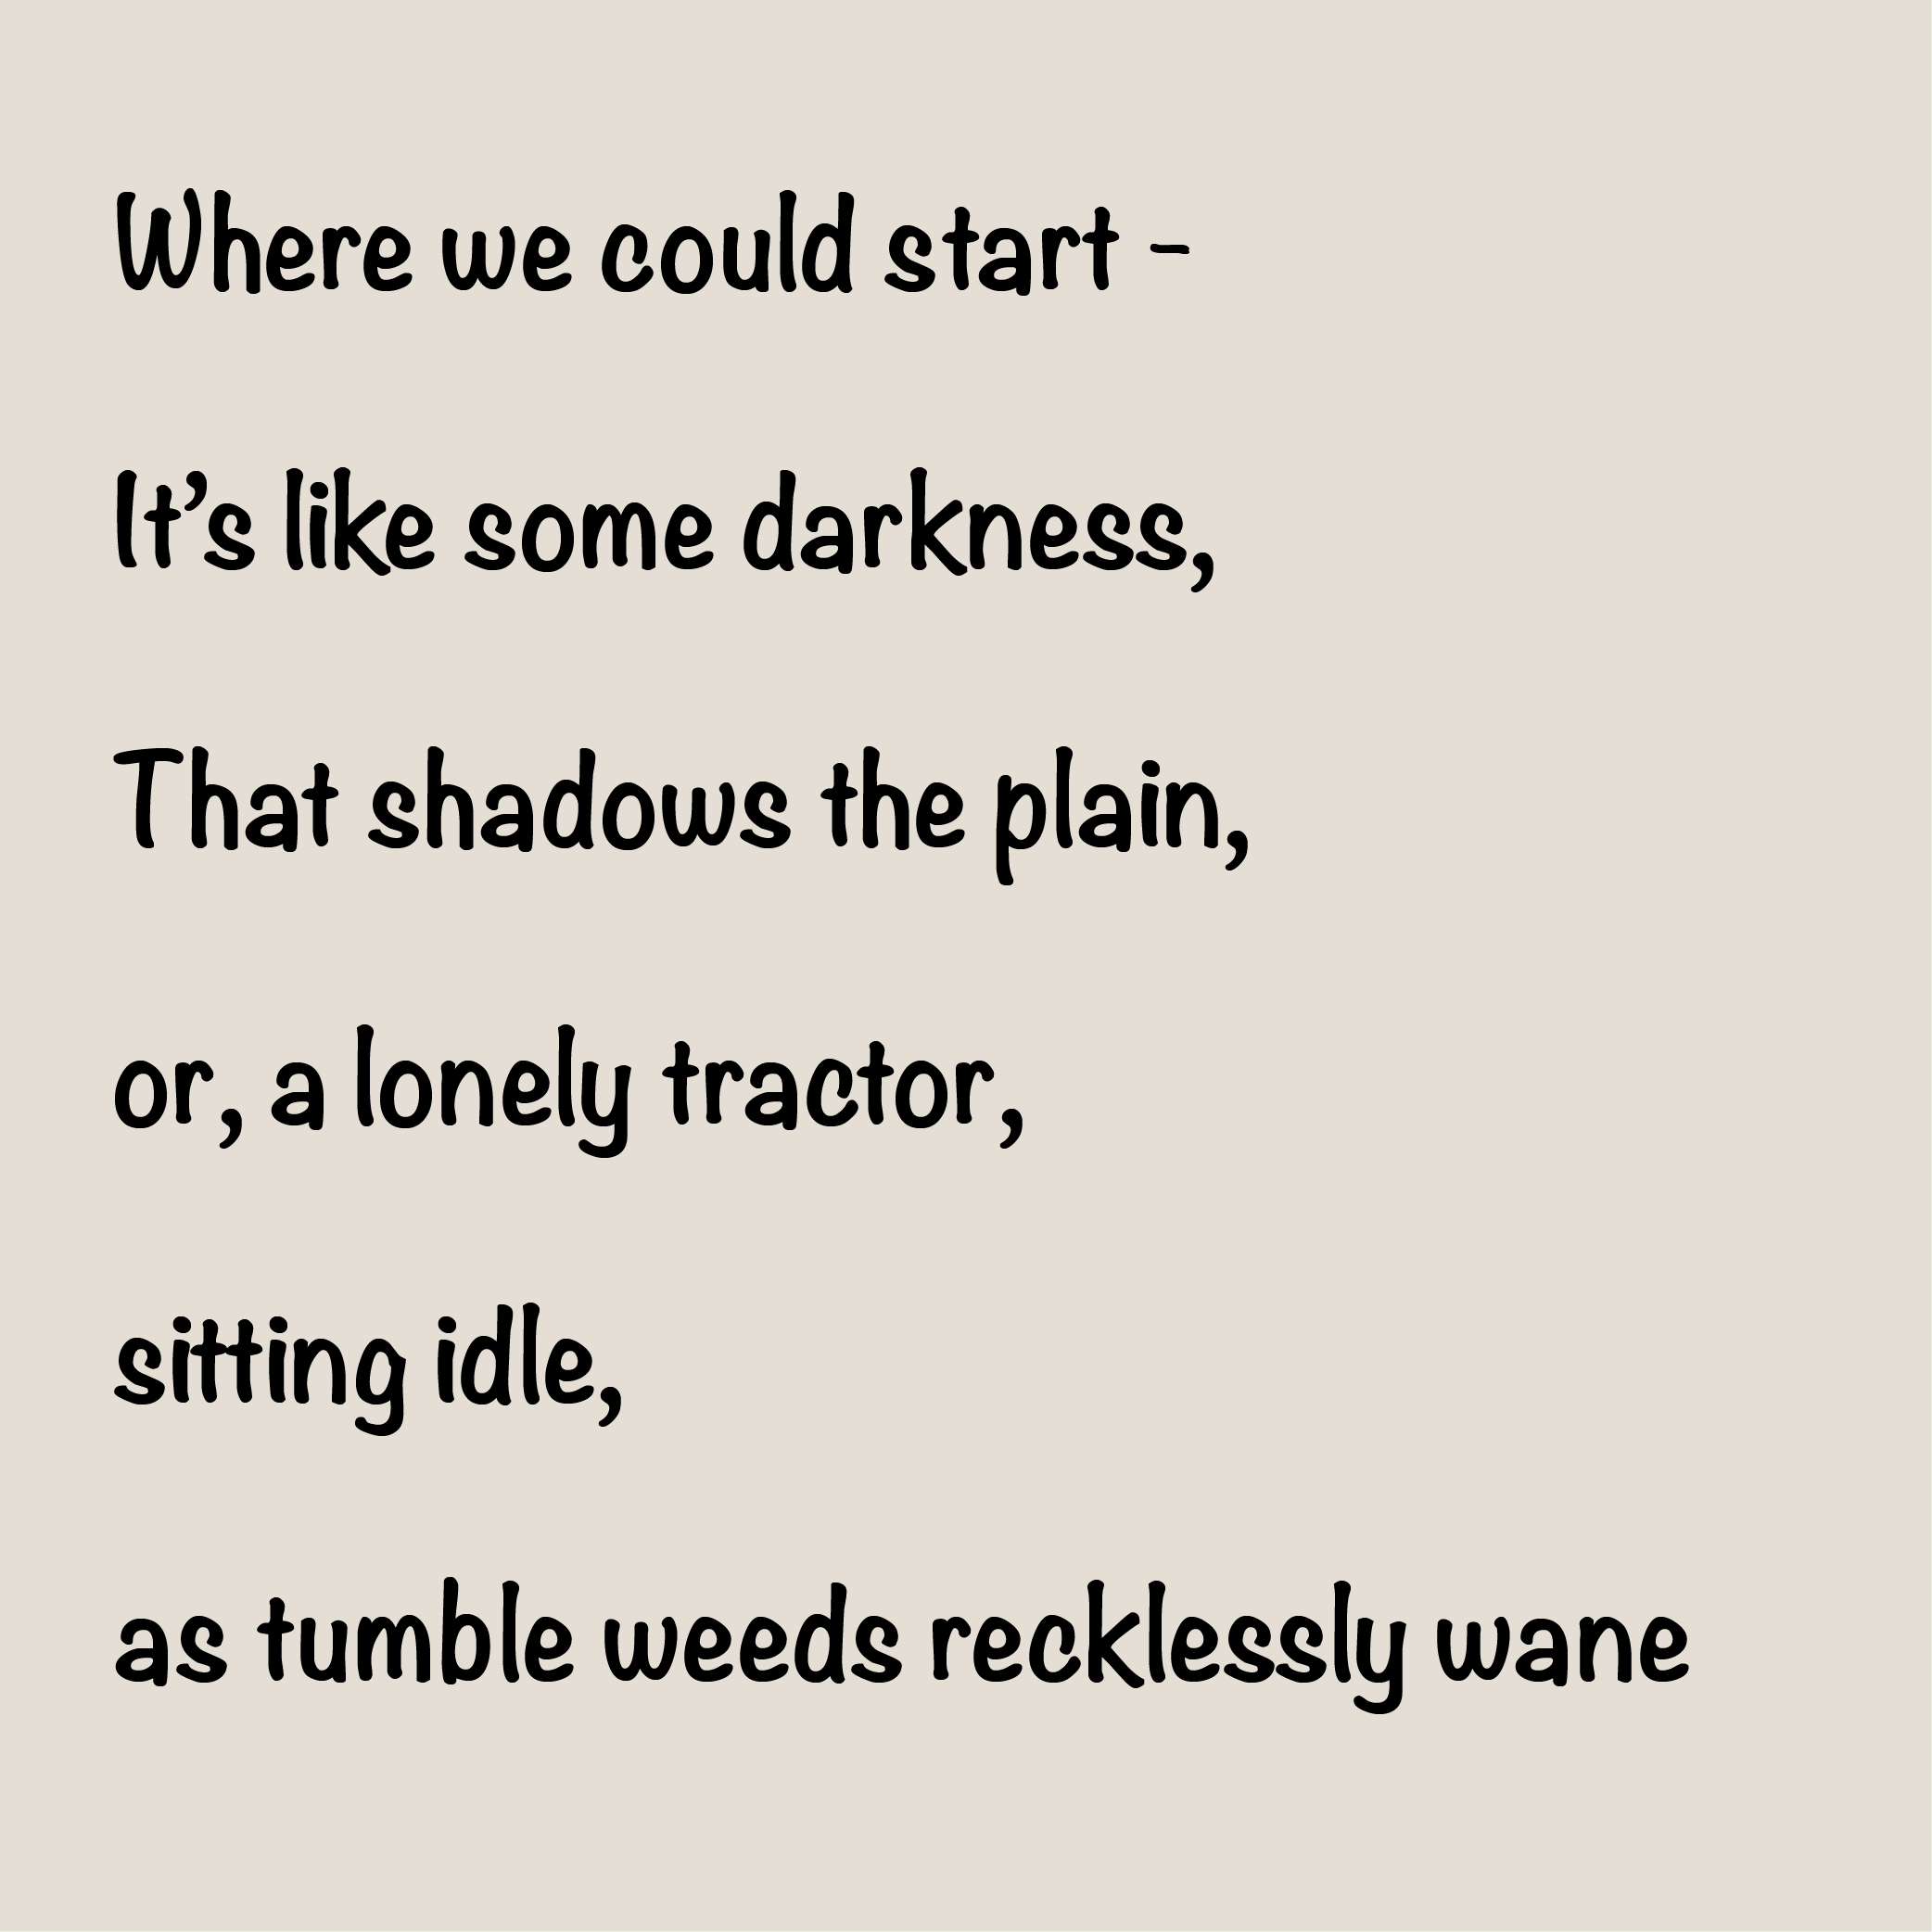 Where we could start -
It's like some darkness,
That shadows the plain,
or, a lonely tractor,
sitting idle,
as tumble weeds recklessly wane